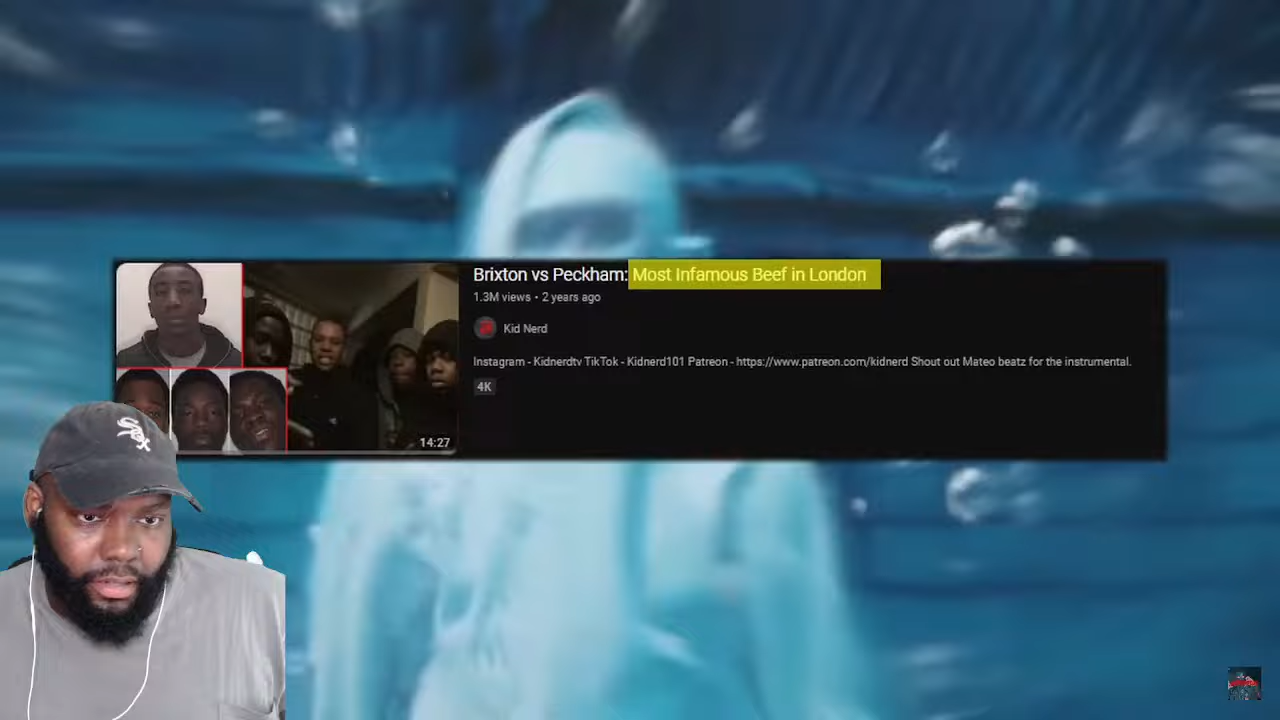 Brixton vs Peckham: Most Infamous Beef in London
1.3M views • 2 years ago
Kid Nerd
Instagram - Kidnerdtv TikTok - Kidnerd101 Patreon - https://www.patreon.com/kidnerd Shout out Mateo beatz for the instrumental.
4K
14:27
Sox